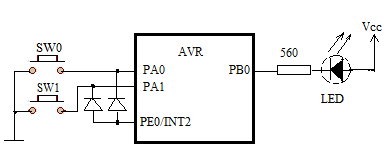 Vcc
SW0
AVR
560
PA0
PB0
SW1
PA1
LED
PE0/INT2